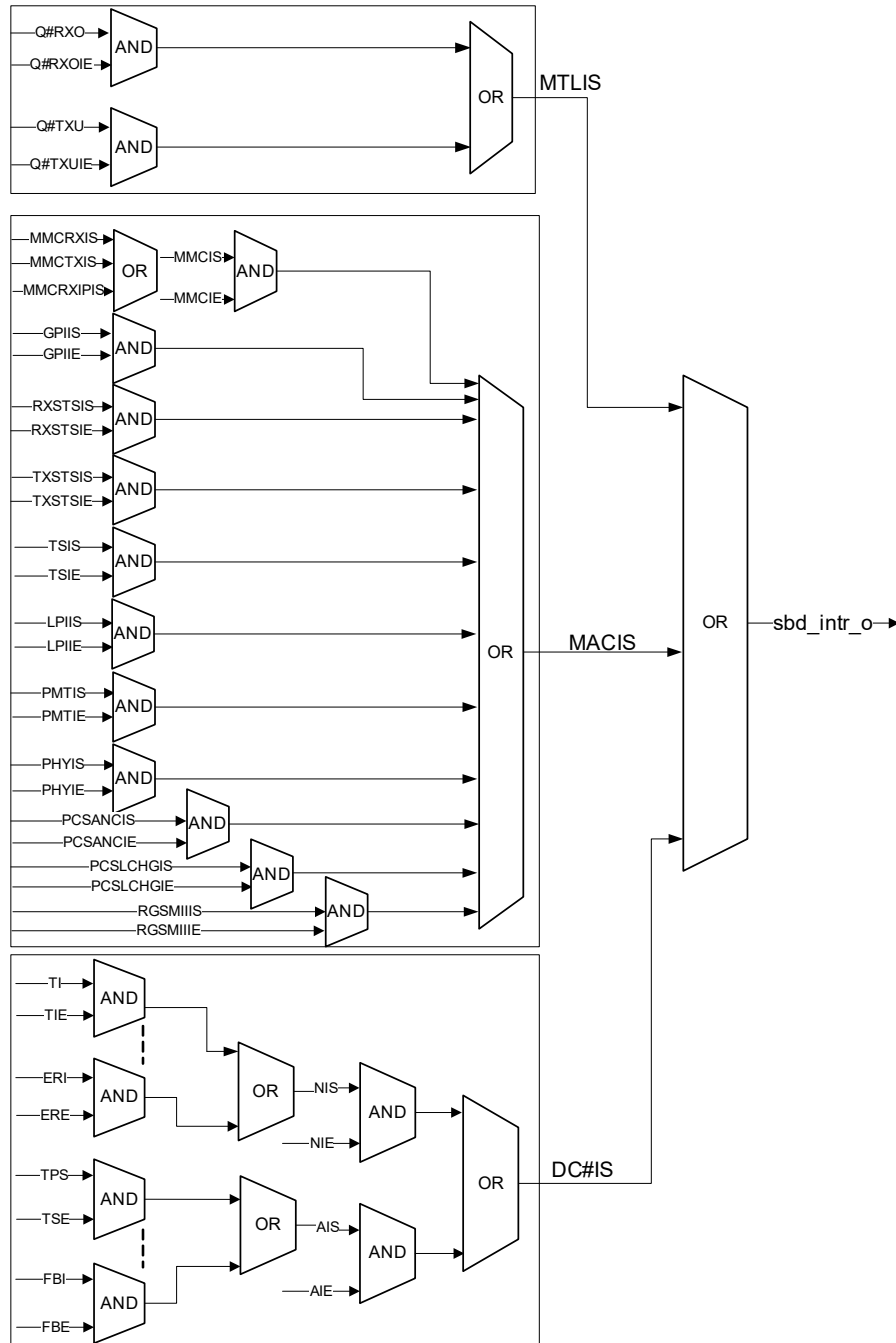 Q#RXO
AND
Q#RXOIE
MTLIS
OR
Q#TXU
AND
Q#TXUIE
MMCRXIS
MMCTXIS
OR
MMCIS
AND
MMCRXIPIS
MMCIE
GPIIS
AND
GPIIE
RXSTSIS
AND
RXSTSIE
TXSTSIS
AND
TXSTSIE
TSIS
AND
TSIE
LPIIS
AND
LPIIE
OR
MACIS
OR
sbd_intr_o
PMTIS
AND
PMTIE
PHYIS
AND
PHYIE
PCSANCIS
AND
PCSANCIE
PCSLCHGIS
AND
PCSLCHGIE
RGSMIIIS
AND
RGSMIIIE
TI
AND
TIE
ERI
AND
ERE
OR
NIS
AND
NIE
TPS
AND
TSE
OR
AIS
AND
AIE
OR
DC#IS
FBI
AND
FBE